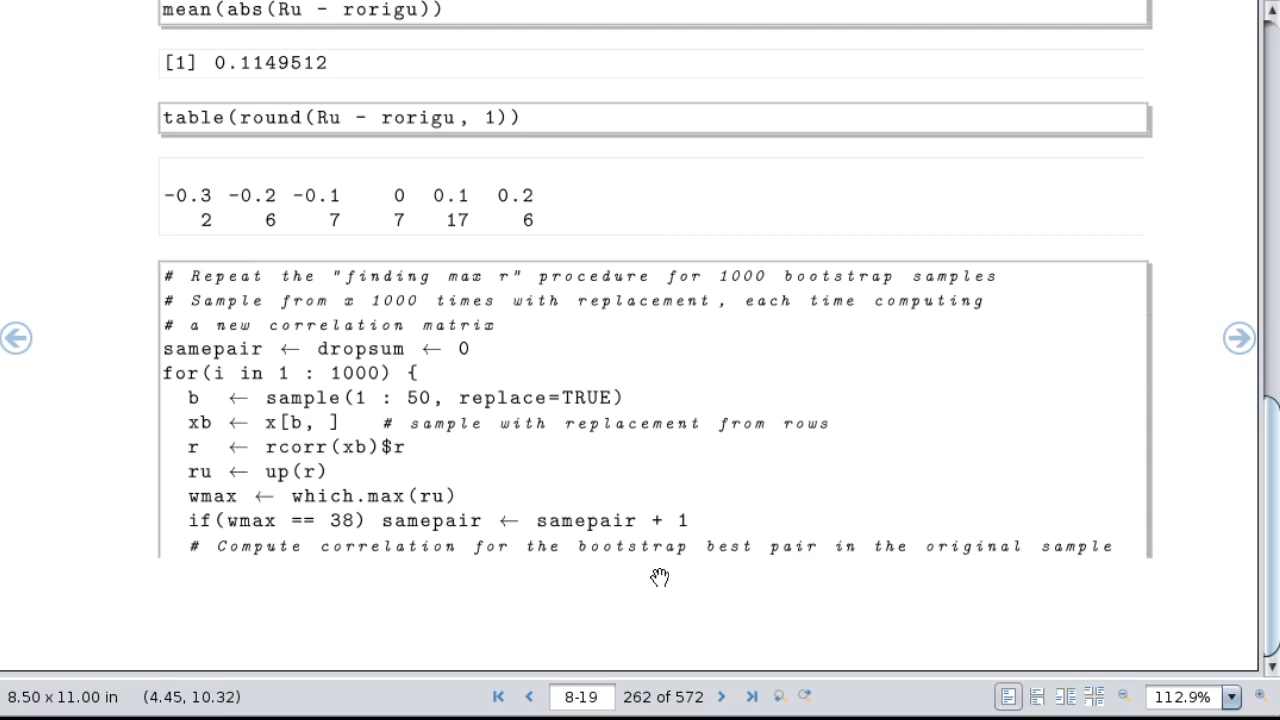 mean(abs(Ru - rorigu))
[1] 0.1149512
table(round(Ru - rorigu, 1))
-0.3 -0.2 -0.1 0 0.1 0.2
2 6 7 7 17 6
# Repeat the "finding max r" procedure for 1000 bootstrap samples
# Sample from x 1000 times with replacement, each time computing
# a new correlation matrix
samepair ← dropsum ← 0
for(i in 1 : 1000) {
b ← sample(1 : 50, replace=TRUE)
xb ← x[b, ] # sample with replacement from rows
r ← rcorr(xb)$r
ru ← up(r)
wmax ← which.max(ru)
if(wmax == 38) samepair ← samepair + 1
# Compute correlation for the bootstrap best pair in the original sample
8.50 x 11.00 in (4.45, 10.32) 8-19 262 of 572 112.9%